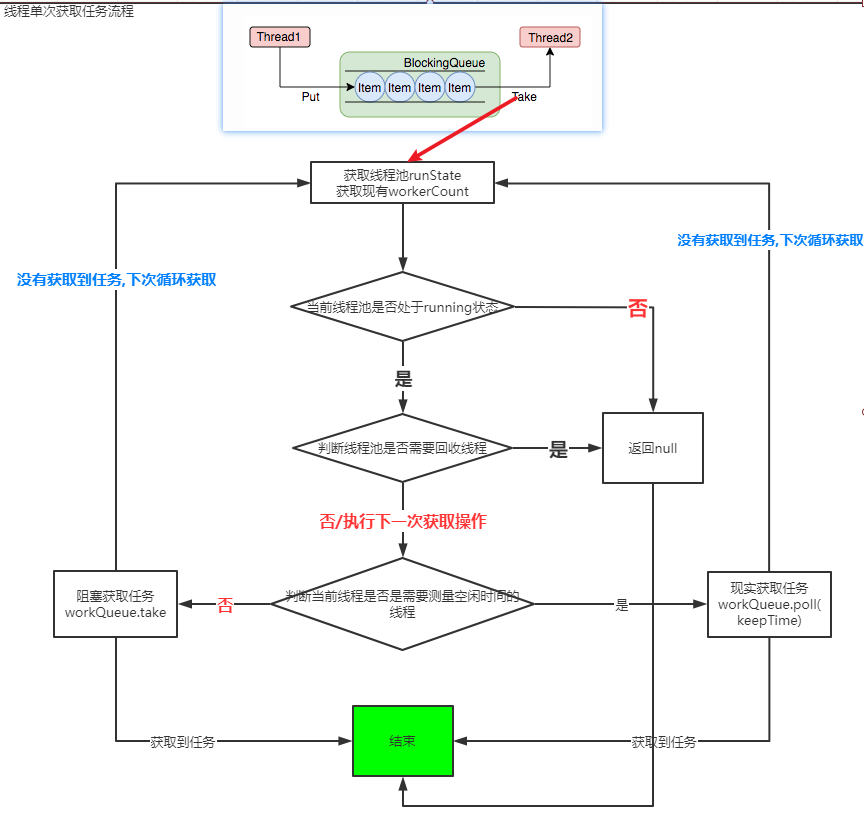 线程单次获取任务流程
Thread1
Thread2
BlockingQueue
Item
Item
Item
Item
Put
Take
获取线程池runState
获取现有workerCount
没有获取到任务,下次循环获取
没有获取到任务,下次循环获取
当前线程池是否处于running状态
否
是
判断线程池是否需要回收线程
是
返回null
否/执行下一次获取操作
阻塞获取任务
workQueue.take
否
判断当前线程是否是需要测量空闲时间的
线程
是
现实获取任务
workQueue.poll(
keepTime)
获取到任务
结束
获取到任务